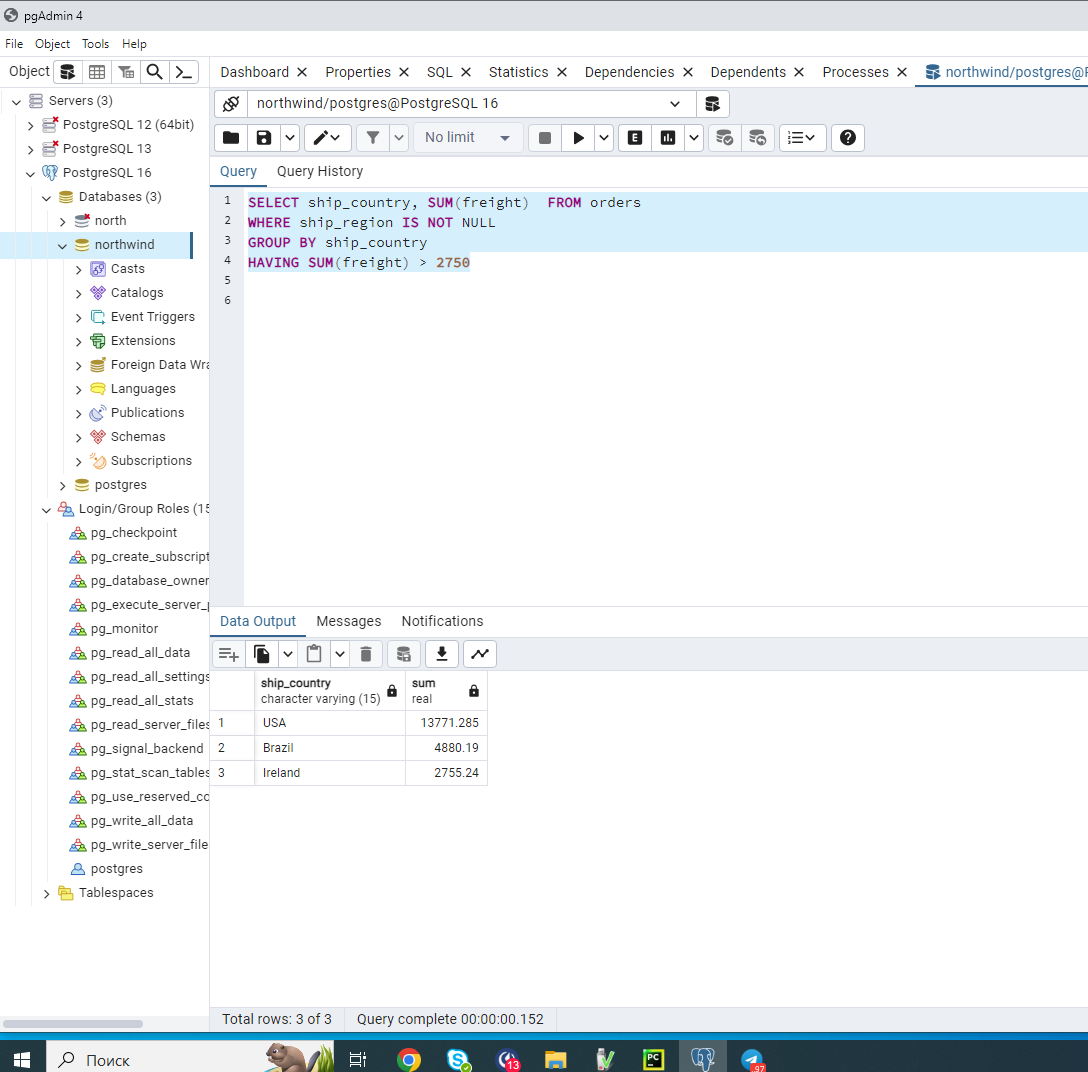 pgAdmin 4
File Object Tools Help
Object
Dashboard Properties SQL Statistics Dependencies Dependents Processes northwind/postgres@P
Servers (3)
PostgreSQL 12 (64bit)
PostgreSQL 13
PostgreSQL 16
Databases (3)
north
northwind
Casts
Catalogs
Event Triggers
Extensions
Foreign Data Wra
Languages
Publications
Schemas
Subscriptions
postgres
Login/Group Roles (15
pg_checkpoint
pg_create_subscript
pg_database_owner
pg_execute_server_p
pg_monitor
pg_read_all_data
pg_read_all_settings
pg_read_all_stats
pg_read_server_files
pg_signal_backend
pg_stat_scan_tables
pg_use_reserved_co
pg_write_all_data
pg_write_server_file
postgres
Tablespaces
northwind/postgres@PostgreSQL 16
No limit
E
Query Query History
1 SELECT ship_country, SUM(freight)  FROM orders
2 WHERE ship_region IS NOT NULL
3 GROUP BY ship_country
4 HAVING SUM(freight) > 2750
5
6
Data Output Messages Notifications
ship_country sum
character varying (15) real
1 USA 13771.285
2 Brazil 4880.19
3 Ireland 2755.24
Total rows: 3 of 3 Query complete 00:00:00.152
Поиск 13 PC 97